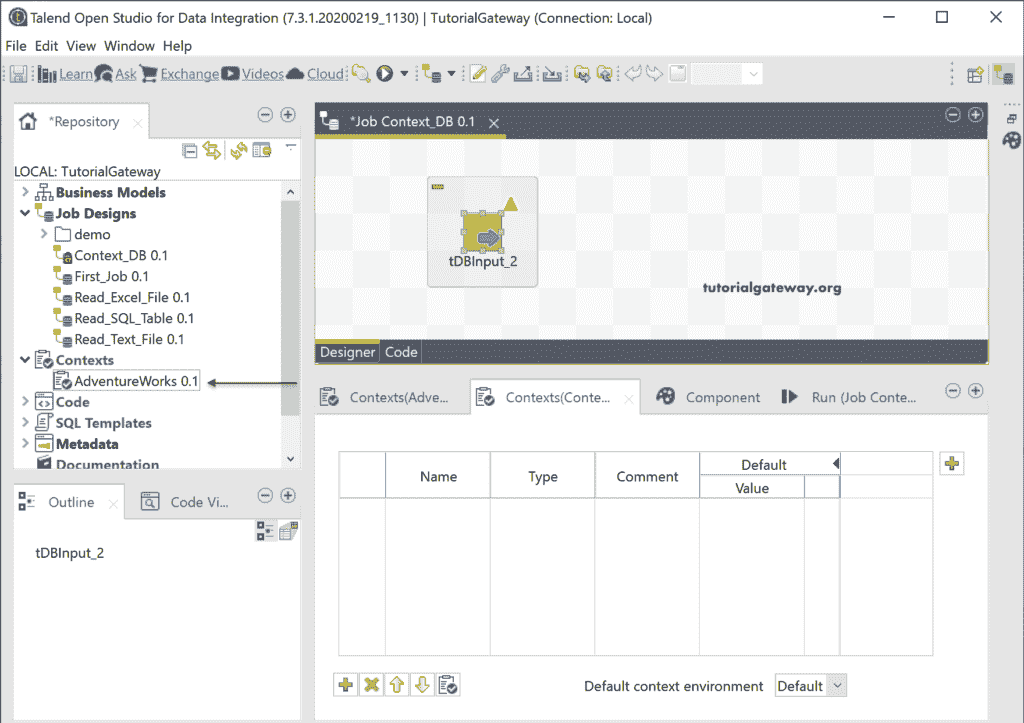 Talend Open Studio for Data Integration (7.3.1.20200219_1130) | TutorialGateway (Connection: Local)
File Edit View Window Help
Learn Ask Exchange Videos Cloud
*Repository
LOCAL: TutorialGateway
Business Models
Job Designs
demo
Context_DB 0.1
First_Job 0.1
Read_Excel_File 0.1
Read_SQL_Table 0.1
Read_Text_File 0.1
Contexts
AdventureWorks 0.1
Code
SQL Templates
Metadata
Documentation
Outline
Code Vi...
tDBInput_2
*Job Context_DB 0.1
tDBInput_2
tutorialgateway.org
Designer Code
Contexts(Adve...
Contexts(Conte...
Component
Run (Job Conte...
Name Type Comment Default
Value
Default context environment Default